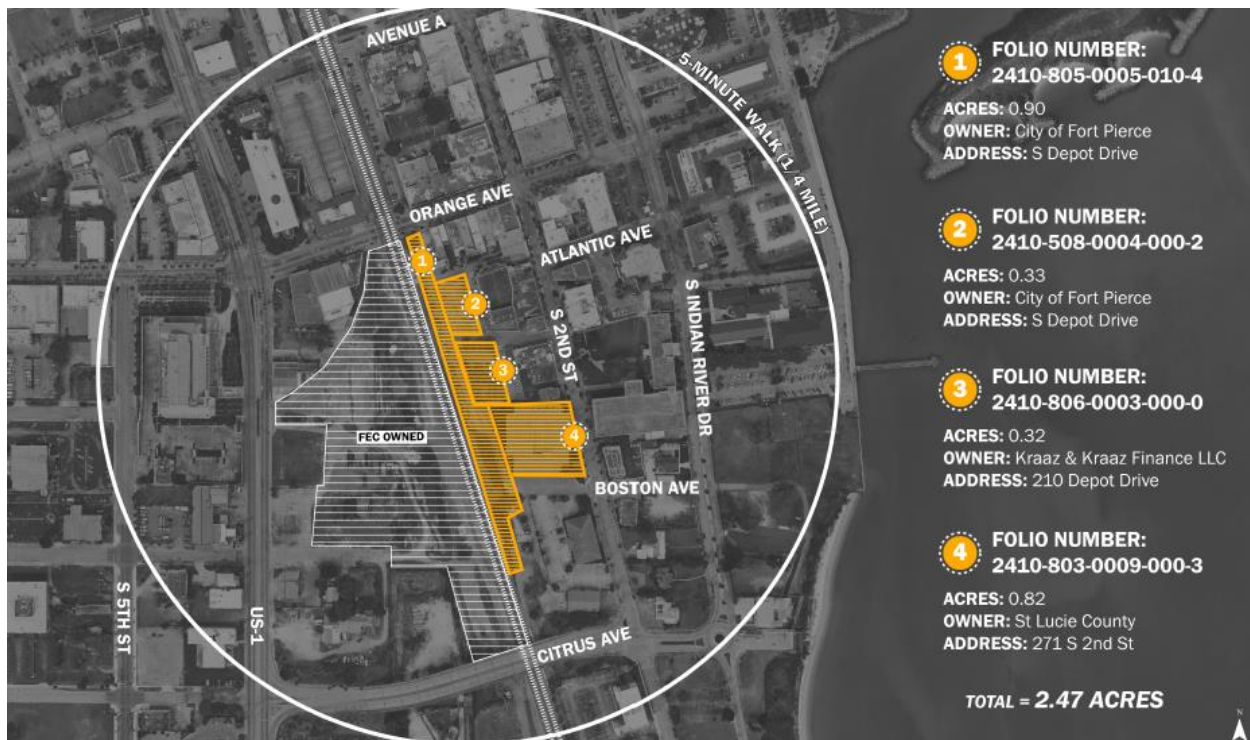 AVENUE A
5-MINUTE WALK (1/4 MILE)
ORANGE AVE
ATLANTIC AVE
S 2ND ST
S INDIAN RIVER DR
1
2
3
4
FEC OWNED
BOSTON AVE
S 5TH ST
US-1
CITRUS AVE
1
FOLIO NUMBER:
2410-805-0005-010-4
ACRES: 0.90
OWNER: City of Fort Pierce
ADDRESS: S Depot Drive
2
FOLIO NUMBER:
2410-508-0004-000-2
ACRES: 0.33
OWNER: City of Fort Pierce
ADDRESS: S Depot Drive
3
FOLIO NUMBER:
2410-806-0003-000-0
ACRES: 0.32
OWNER: Kraaz & Kraaz Finance LLC
ADDRESS: 210 Depot Drive
4
FOLIO NUMBER:
2410-803-0009-000-3
ACRES: 0.82
OWNER: St Lucie County
ADDRESS: 271 S 2nd St
TOTAL = 2.47 ACRES
N